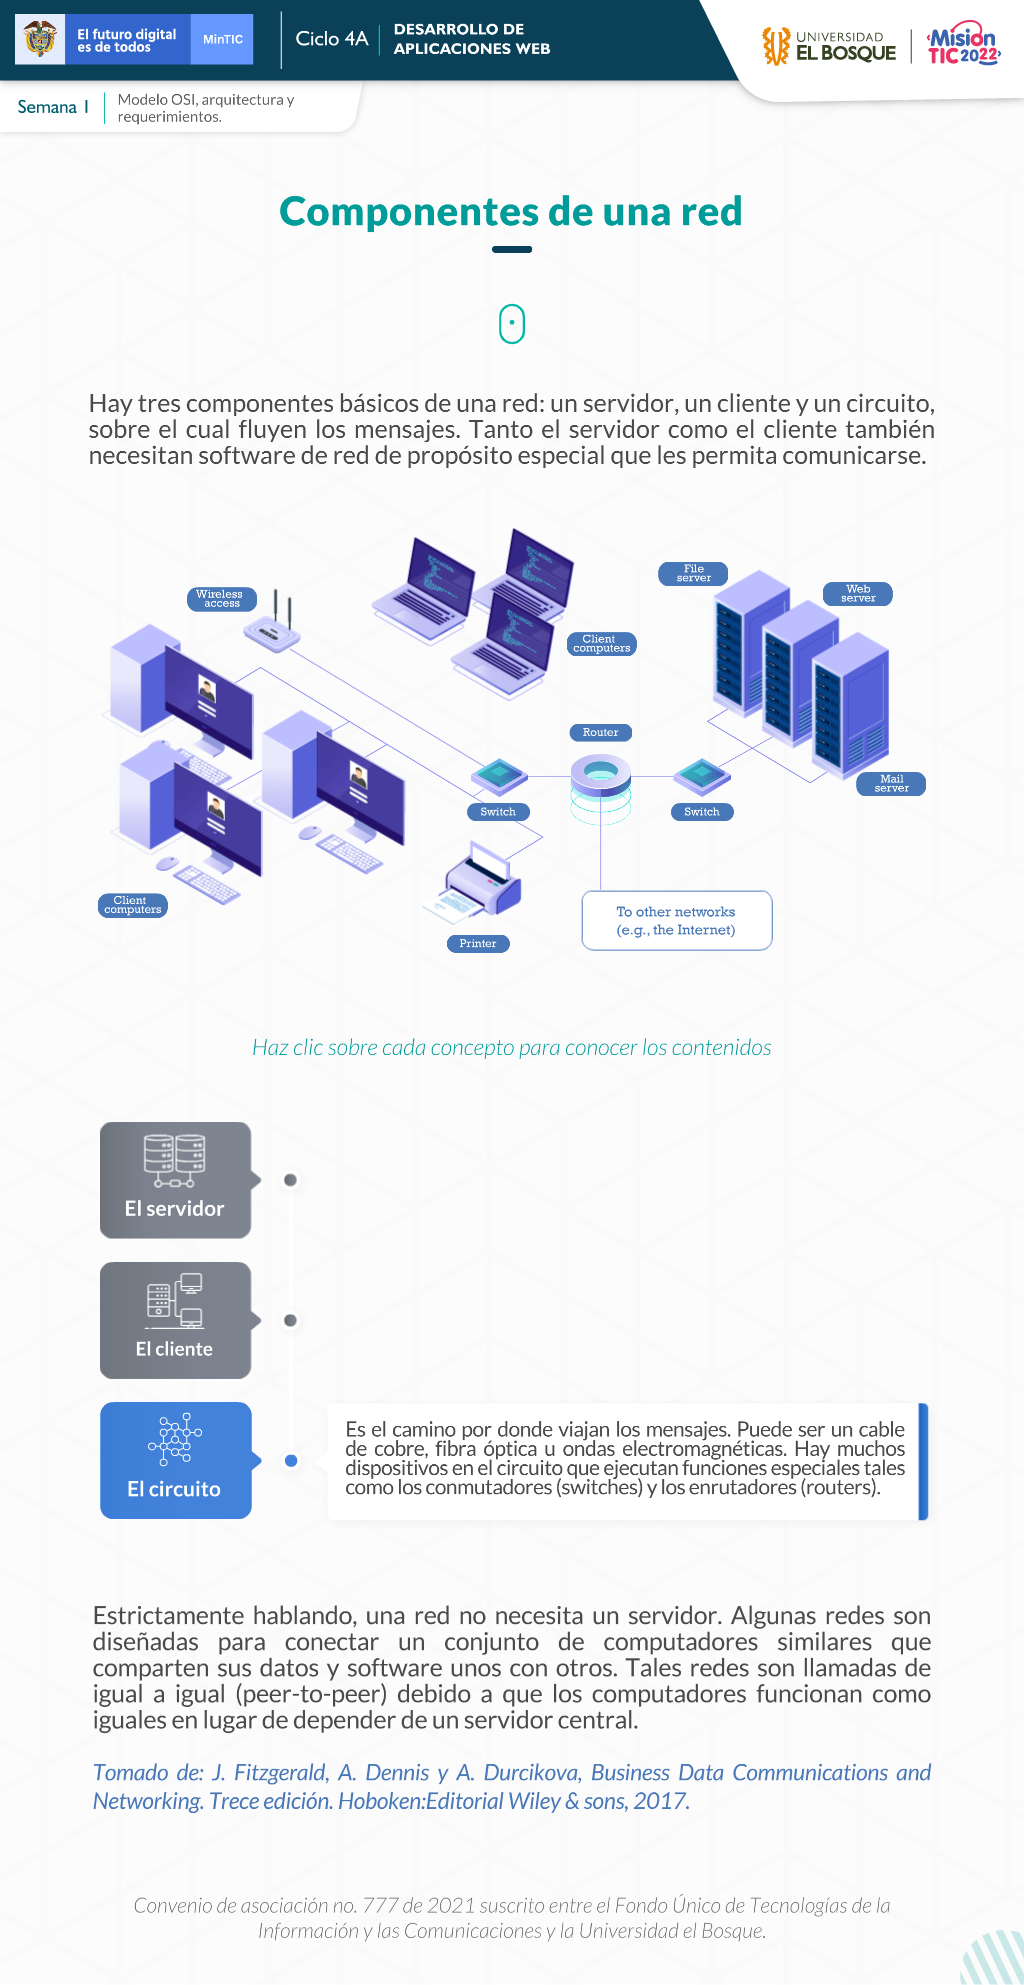 El futuro digital
es de todos
MinTIC
Ciclo 4A
DESARROLLO DE
APLICACIONES WEB
UNIVERSIDAD
EL BOSQUE
Misión
TIC 2022
Semana 1
Modelo OSI, arquitectura y
requerimientos.
Componentes de una red
Hay tres componentes básicos de una red: un servidor, un cliente y un circuito,
sobre el cual fluyen los mensajes. Tanto el servidor como el cliente también
necesitan software de red de propósito especial que les permita comunicarse.
Wireless
access
File
server
Web
server
Client
computers
Router
Mail
server
Switch
Switch
Client
computers
To other networks
(e.g., the Internet)
Printer
Haz clic sobre cada concepto para conocer los contenidos
El servidor
El cliente
El circuito
Es el camino por donde viajan los mensajes. Puede ser un cable
de cobre, fibra óptica u ondas electromagnéticas. Hay muchos
dispositivos en el circuito que ejecutan funciones especiales tales
como los conmutadores (switches) y los enrutadores (routers).
Estrictamente hablando, una red no necesita un servidor. Algunas redes son
diseñadas para conectar un conjunto de computadores similares que
comparten sus datos y software unos con otros. Tales redes son llamadas de
igual a igual (peer-to-peer) debido a que los computadores funcionan como
iguales en lugar de depender de un servidor central.
Tomado de: J. Fitzgerald, A. Dennis y A. Durcikova, Business Data Communications and
Networking. Trece edición. Hoboken:Editorial Wiley & sons, 2017.
Convenio de asociación no. 777 de 2021 suscrito entre el Fondo Único de Tecnologías de la
Información y las Comunicaciones y la Universidad el Bosque.